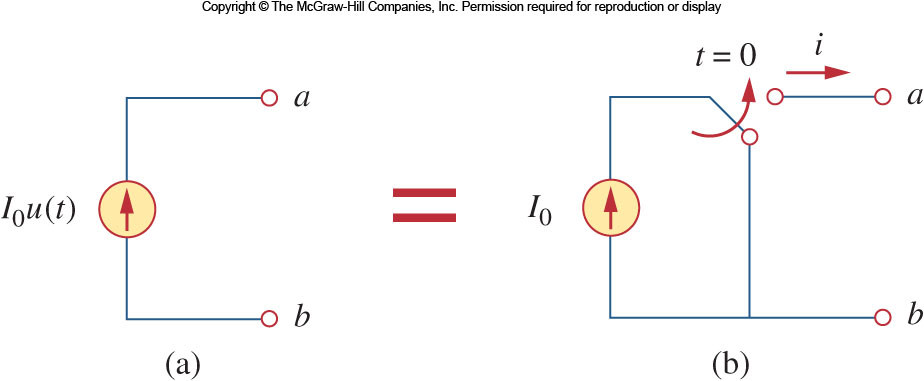 Copyright © The McGraw-Hill Companies, Inc. Permission required for reproduction or display
t = 0
i
a
a
I₀u(t)
I₀
b
b
(a)
(b)